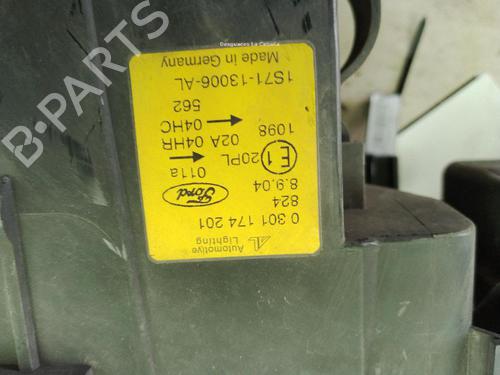 Automotive
Lighting
0 301 174 201
824
8.9.04
Ford
E1
011a
20PL
02A 04HR
04HC
1098
562
1S71-13006-AL
Made in Germany
Desguaces La Cabaña
B-PARTS